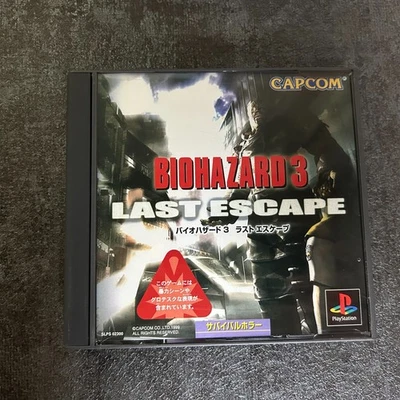 CAPCOM
BIOHAZARD 3
LAST ESCAPE
バイオハザード3 ラストエスケープ
このゲームには
暴力シーンや
グロテスクな表現が
含まれています。
©CAPCOM CO., LTD. 1999
ALL RIGHTS RESERVED.
SLPS 02300
サバイバルホラー
PlayStation